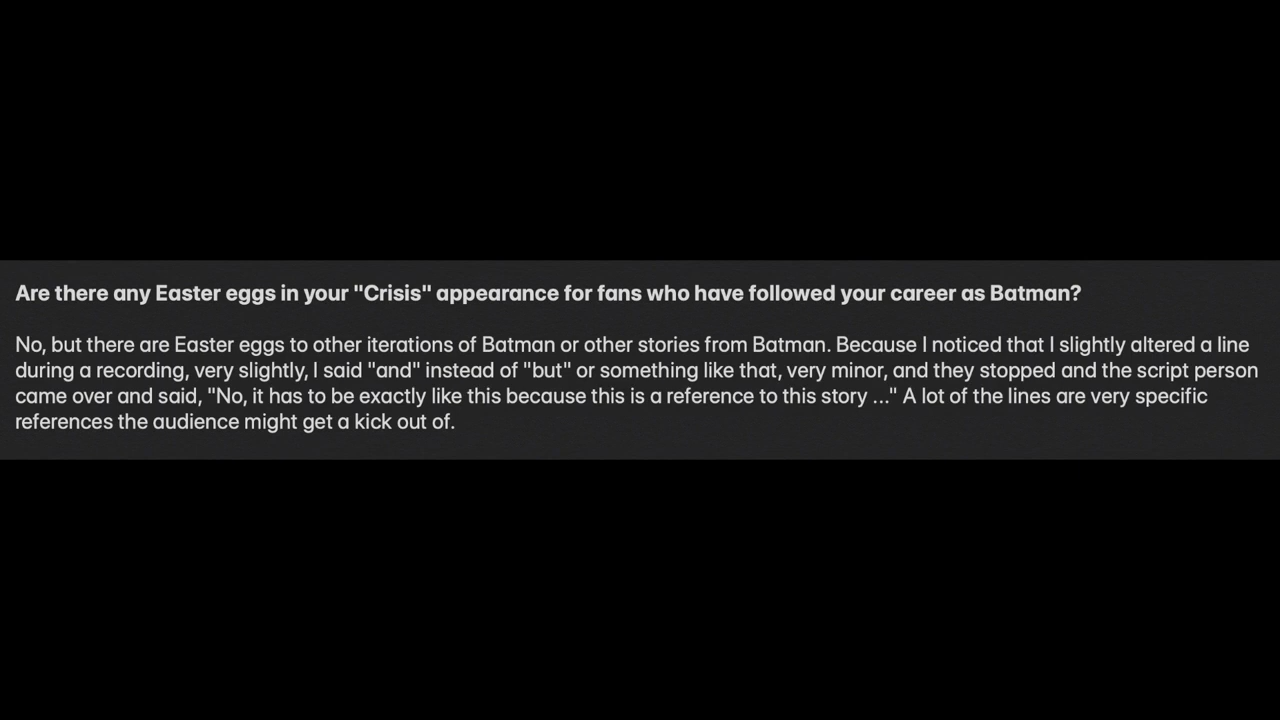 Are there any Easter eggs in your "Crisis" appearance for fans who have followed your career as Batman?
No, but there are Easter eggs to other iterations of Batman or other stories from Batman. Because I noticed that I slightly altered a line
during a recording, very slightly, I said "and" instead of "but" or something like that, very minor, and they stopped and the script person
came over and said, "No, it has to be exactly like this because this is a reference to this story ..." A lot of the lines are very specific
references the audience might get a kick out of.